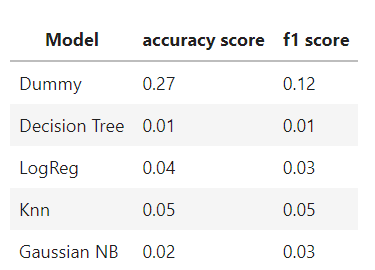 Model accuracy score f1 score
Dummy 0.27 0.12
Decision Tree 0.01 0.01
LogReg 0.04 0.03
Knn 0.05 0.05
Gaussian NB 0.02 0.03